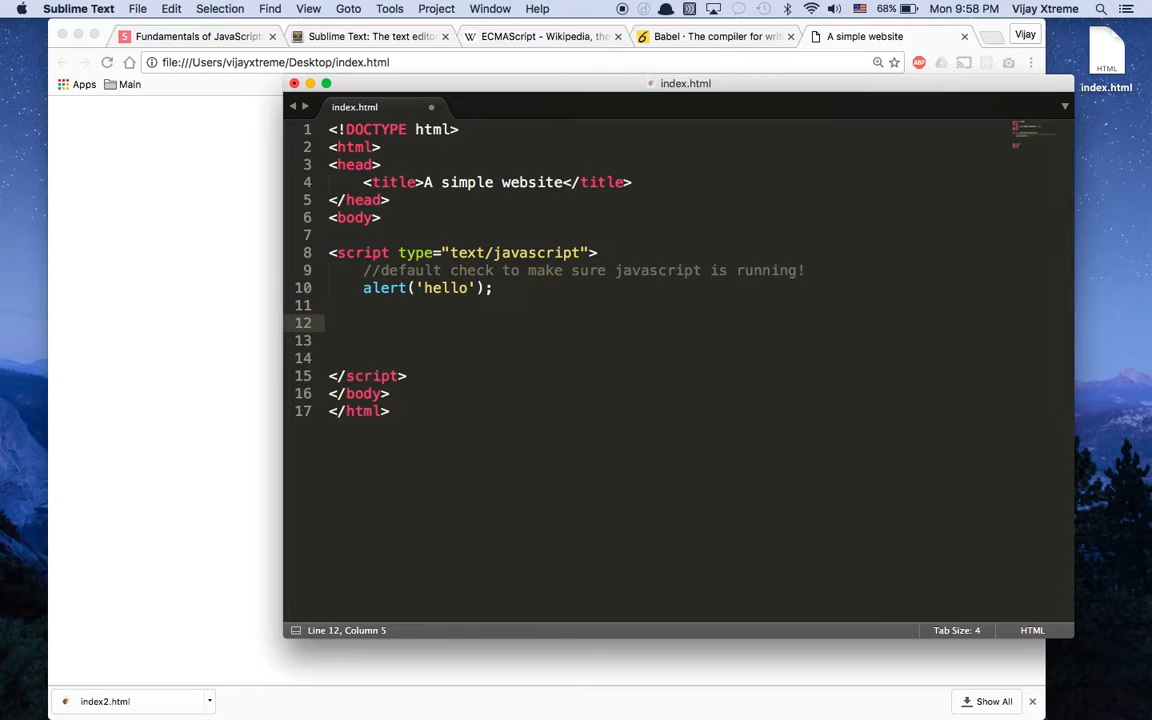 Sublime Text File Edit Selection Find View Goto Tools Project Window Help 68% Mon 9:58 PM Vijay Xtreme
Fundamentals of JavaScript: × Sublime Text: The text editor × ECMAScript - Wikipedia, the × Babel · The compiler for writ × A simple website × Vijay
file:///Users/vijayxtreme/Desktop/index.html ABP
Apps Main
HTML
index.html
index.html
index.html
1 <!DOCTYPE html>
2 <html>
3 <head>
4 <title>A simple website</title>
5 </head>
6 <body>
7
8 <script type="text/javascript">
9 //default check to make sure javascript is running!
10 alert('hello');
11
12
13
14
15 </script>
16 </body>
17 </html>
Line 12, Column 5 Tab Size: 4 HTML
index2.html Show All